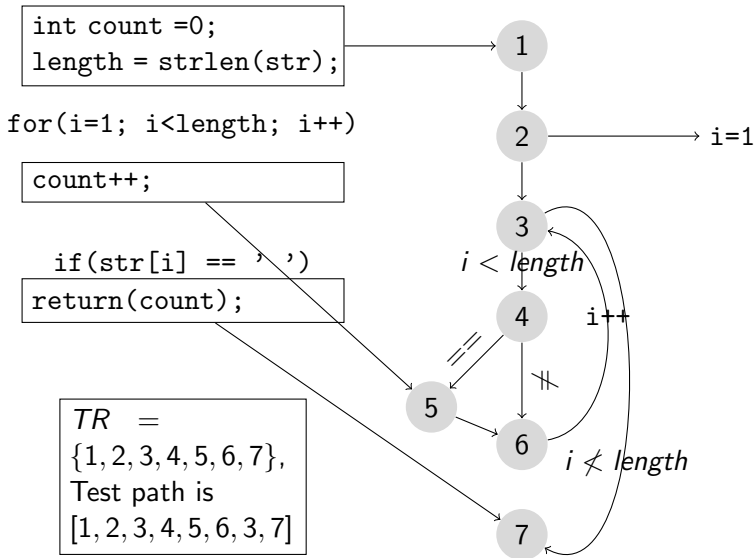 int count =0;
length = strlen(str);
1
for(i=1; i<length; i++)
2
i=1
count++;
3
if(str[i] == ' ')
i < length
return(count);
4
i++
==
≠
5
6
TR =
{1, 2, 3, 4, 5, 6, 7},
Test path is
[1, 2, 3, 4, 5, 6, 3, 7]
i ≮ length
7